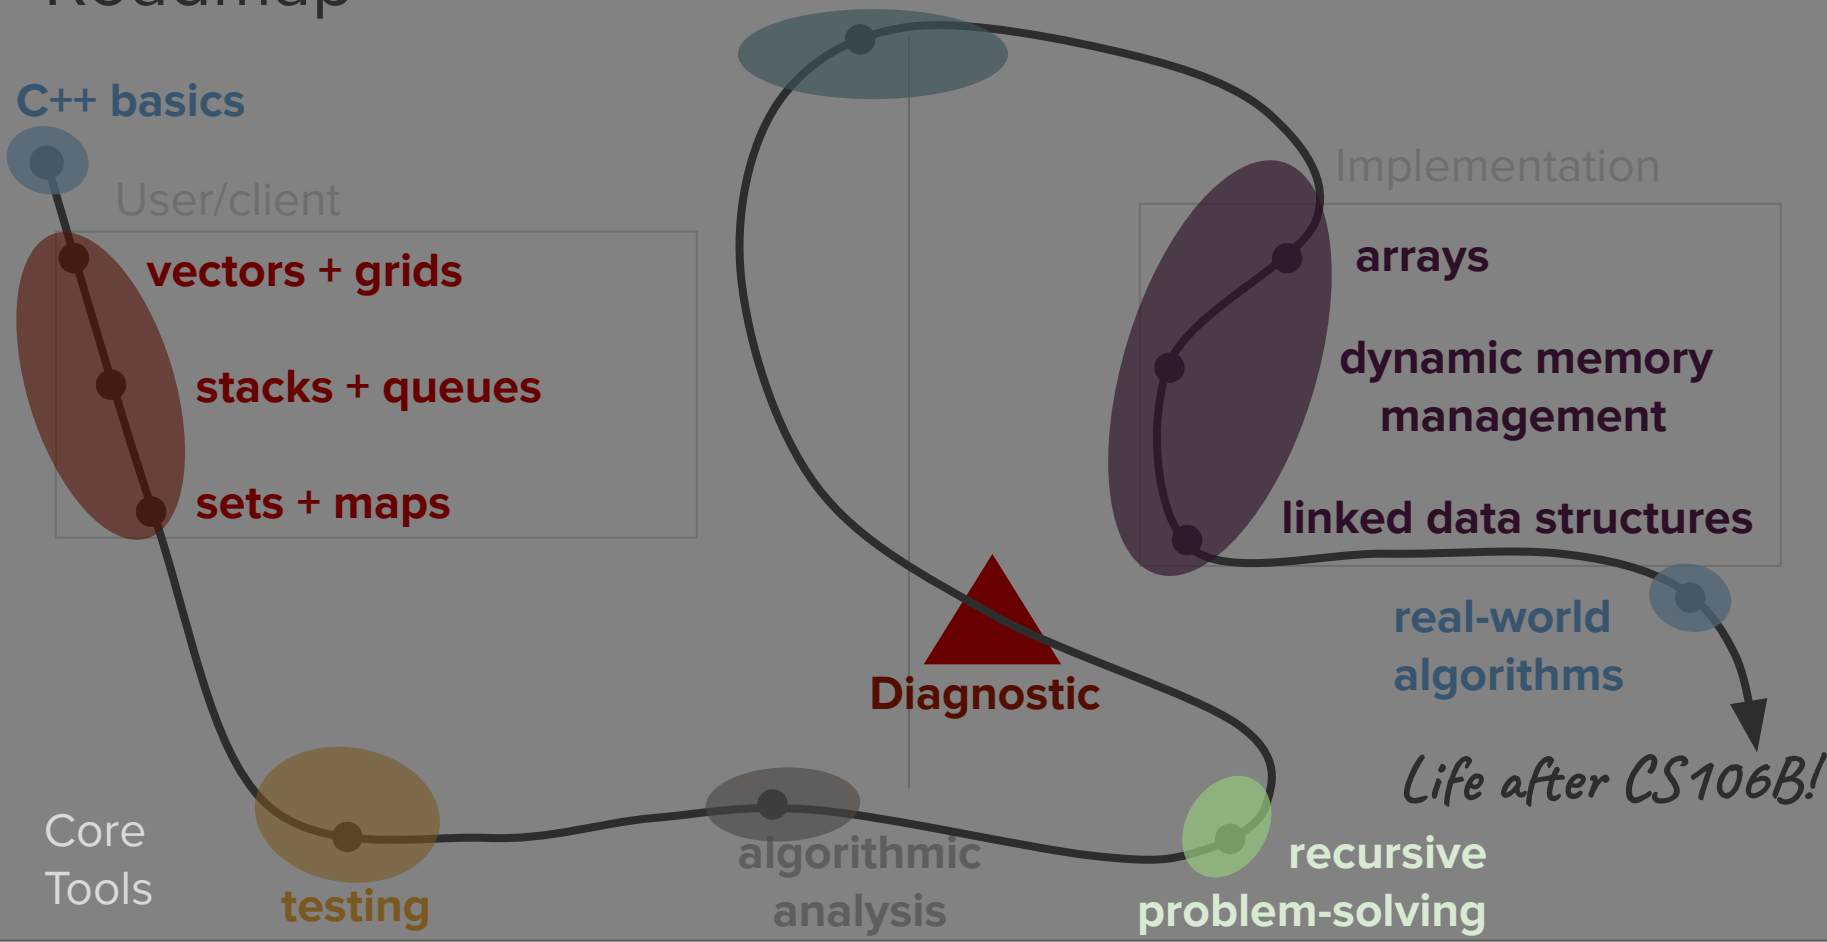 Roadmap
C++ basics
User/client
vectors + grids
stacks + queues
sets + maps
Implementation
arrays
dynamic memory
management
linked data structures
real-world
algorithms
Life after CS106B!
Diagnostic
Core
Tools
testing
algorithmic
analysis
recursive
problem-solving